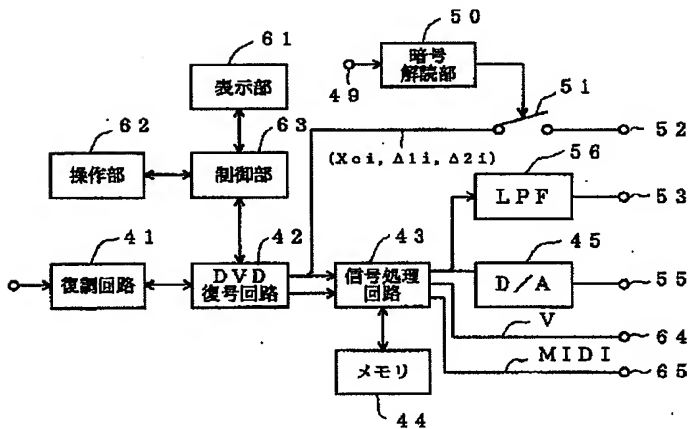 50
61
暗号
解読部
49
51
表示部
62
63
52
(Xci, Δ1i, Δ2i)
56
操作部
制御部
LPF
53
41
42
43
45
復調回路
DVD
復号回路
信号処理
回路
D/A
55
V
64
MIDI
65
メモリ
44